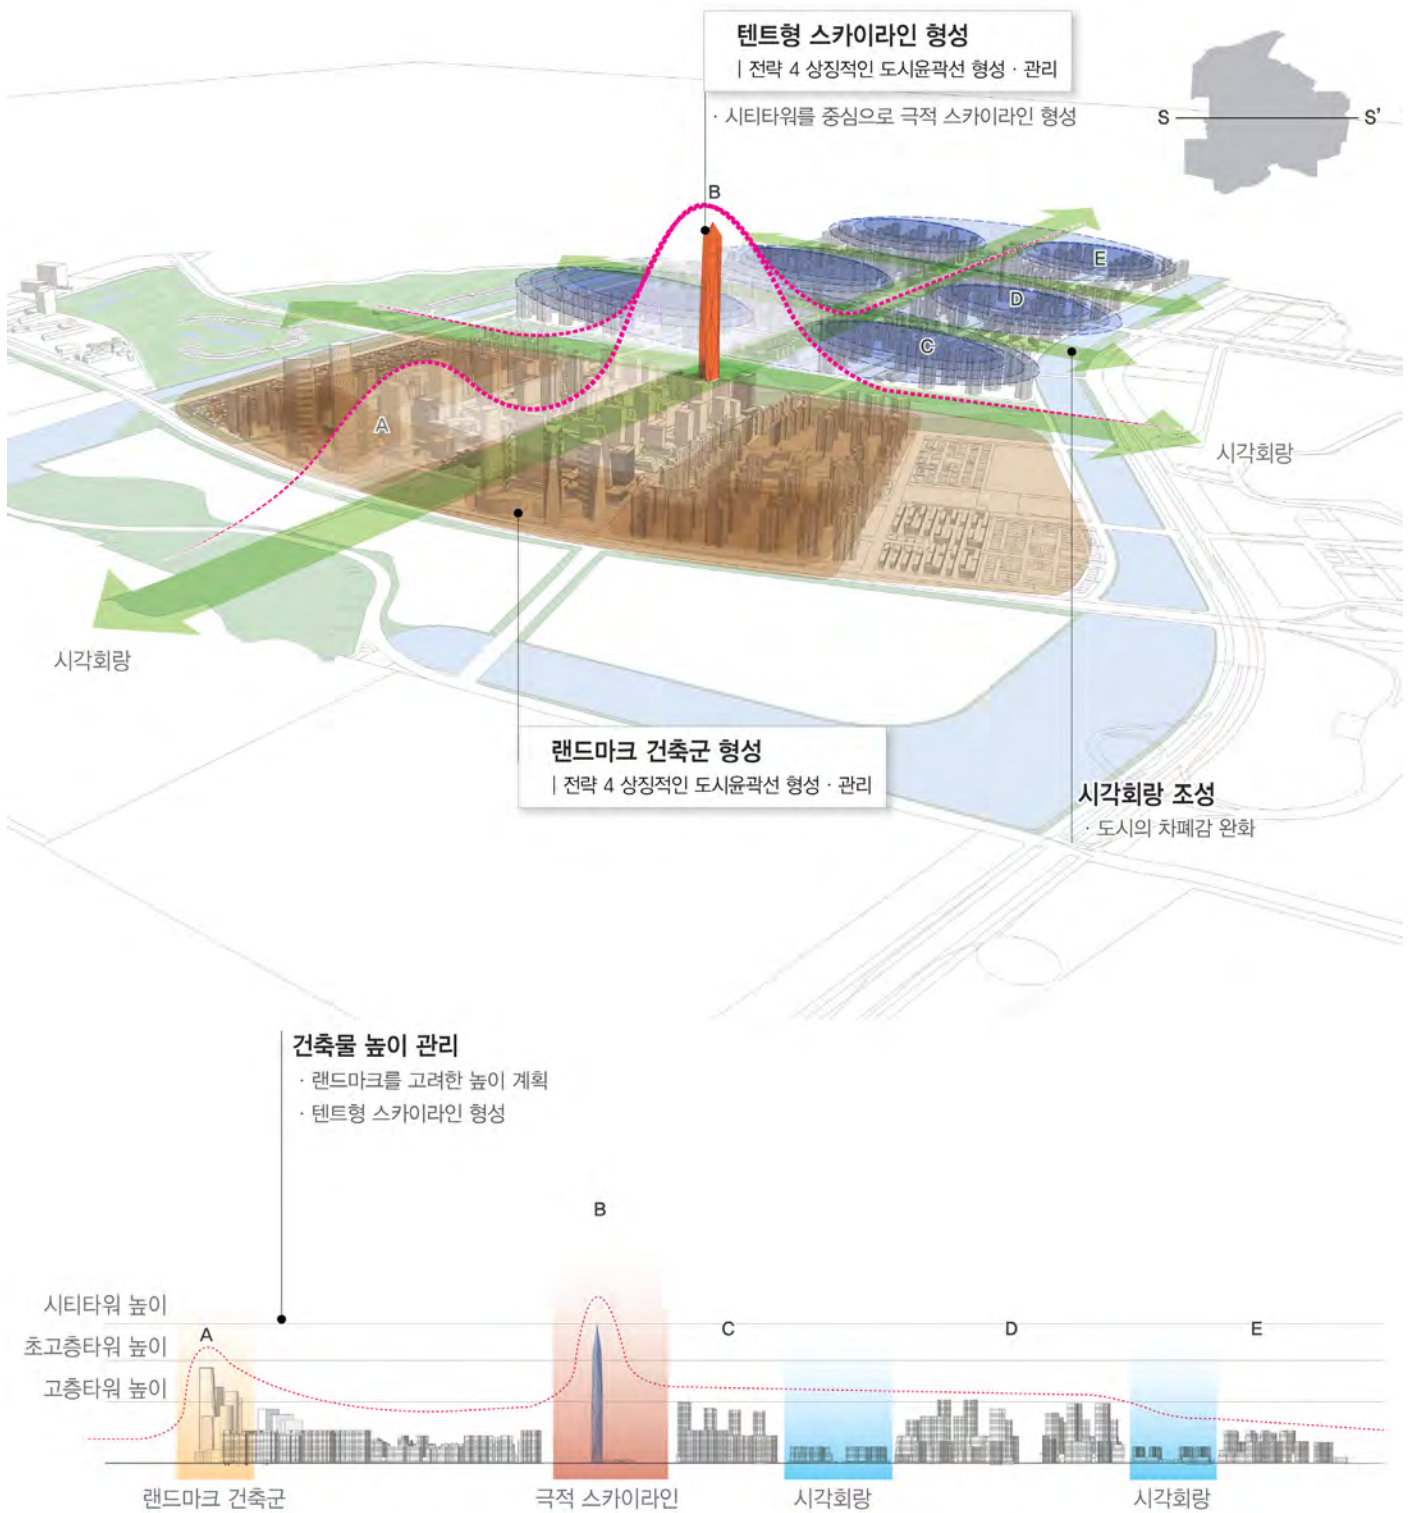 텐트형 스카이라인 형성
| 전략 4 상징적인 도시윤곽선 형성 · 관리
· 시티타워를 중심으로 극적 스카이라인 형성
S S'
B
E
D
C
A
시각회랑
시각회랑
랜드마크 건축군 형성
| 전략 4 상징적인 도시윤곽선 형성 · 관리
시각회랑 조성
· 도시의 차폐감 완화
건축물 높이 관리
· 랜드마크를 고려한 높이 계획
· 텐트형 스카이라인 형성
B
시티타워 높이
A C D E
초고층타워 높이
고층타워 높이
랜드마크 건축군 극적 스카이라인 시각회랑 시각회랑